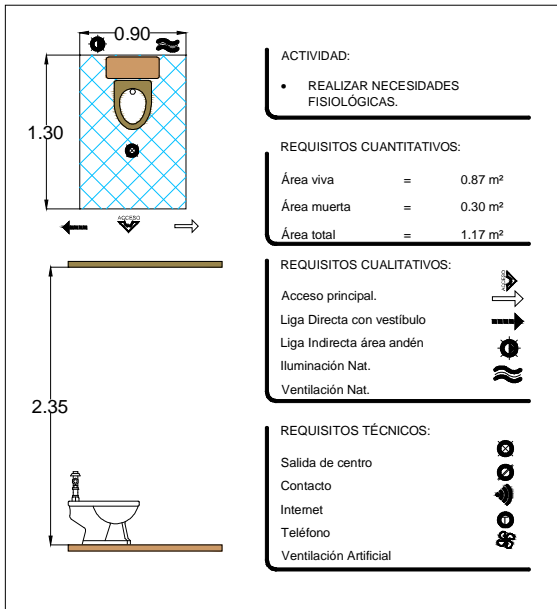 0.90
1.30
ACCESO
2.35
ACTIVIDAD:
• REALIZAR NECESIDADES
FISIOLÓGICAS.
REQUISITOS CUANTITATIVOS:
Área viva = 0.87 m²
Área muerta = 0.30 m²
Área total = 1.17 m²
REQUISITOS CUALITATIVOS:
ACCESO
Acceso principal.
Liga Directa con vestíbulo
Liga Indirecta área andén
Iluminación Nat.
Ventilación Nat.
REQUISITOS TÉCNICOS:
Salida de centro
Contacto
Internet
Teléfono
Ventilación Artificial